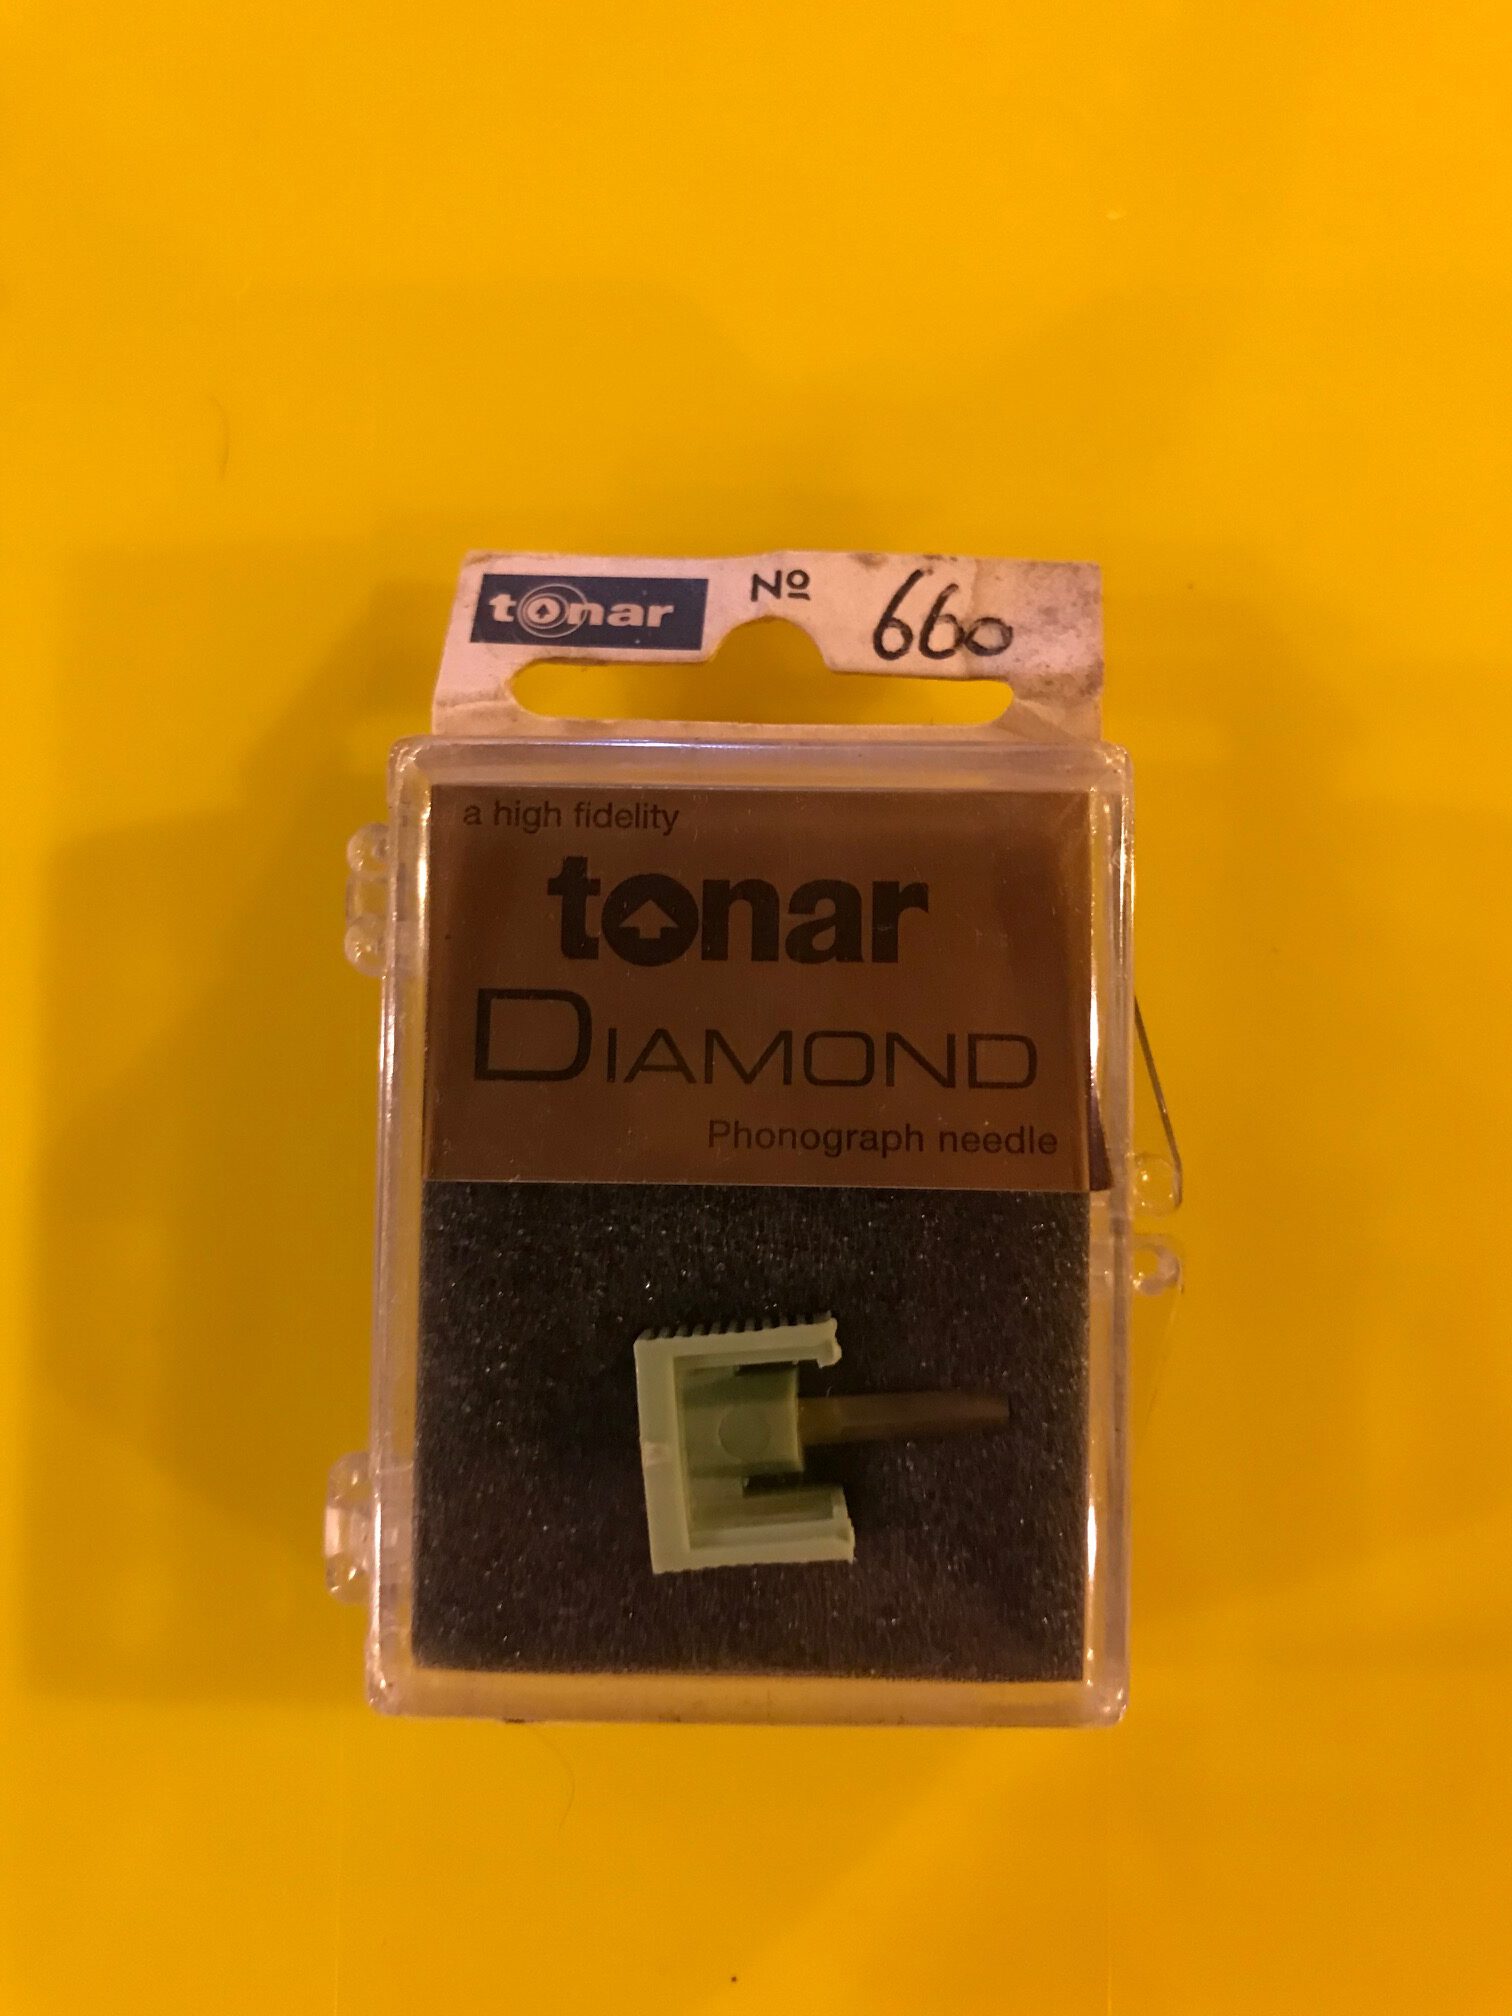 tonar Nº 660
a high fidelity
tonar
DIAMOND
Phonograph needle